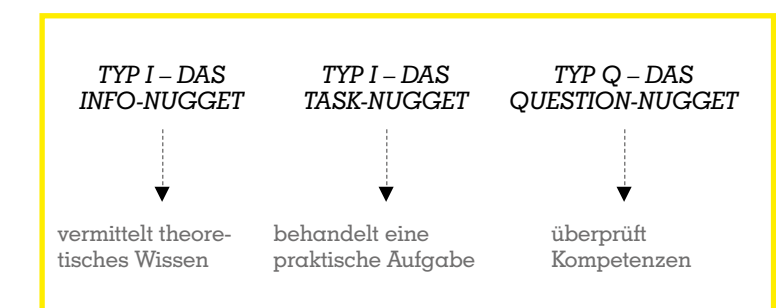 TYP I – DAS
INFO-NUGGET
TYP I – DAS
TASK-NUGGET
TYP Q – DAS
QUESTION-NUGGET
vermittelt theore-
tisches Wissen
behandelt eine
praktische Aufgabe
überprüft
Kompetenzen